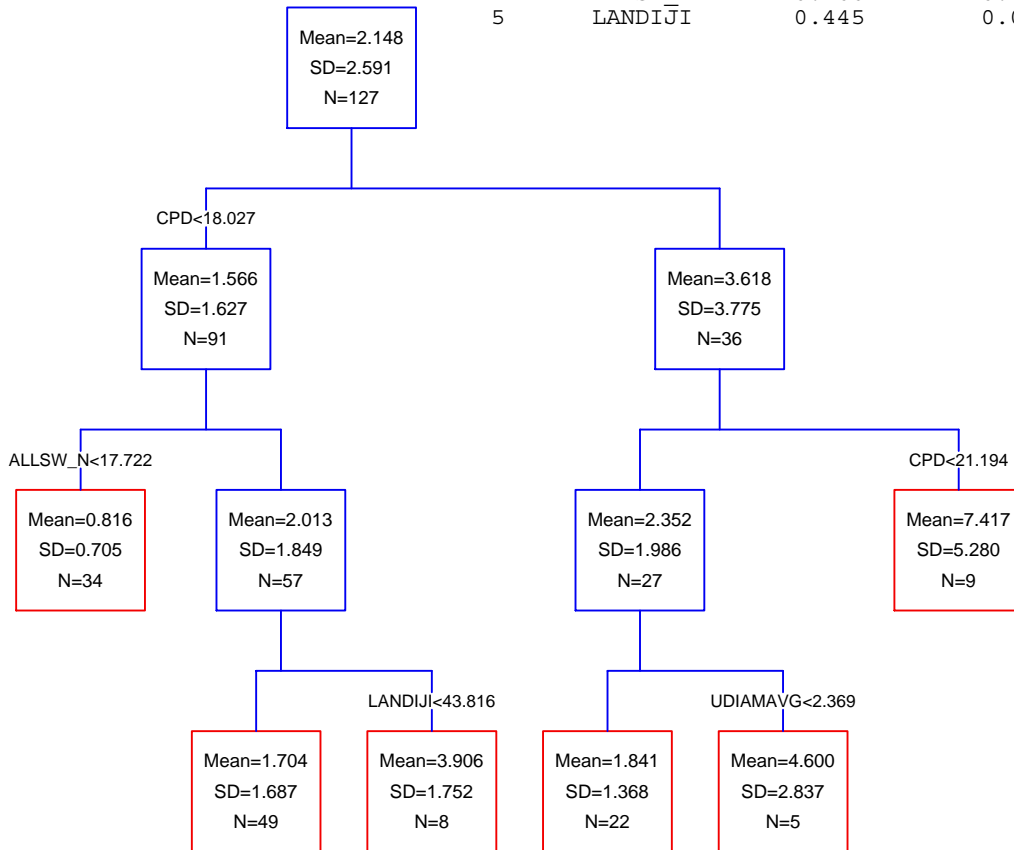 5 LANDIJI 0.445
Mean=2.148
SD=2.591
N=127
CPD<18.027
Mean=1.566
SD=1.627
N=91
Mean=3.618
SD=3.775
N=36
ALLSW_N<17.722
CPD<21.194
Mean=0.816
SD=0.705
N=34
Mean=2.013
SD=1.849
N=57
Mean=2.352
SD=1.986
N=27
Mean=7.417
SD=5.280
N=9
LANDIJI<43.816
UDIAMAVG<2.369
Mean=1.704
SD=1.687
N=49
Mean=3.906
SD=1.752
N=8
Mean=1.841
SD=1.368
N=22
Mean=4.600
SD=2.837
N=5